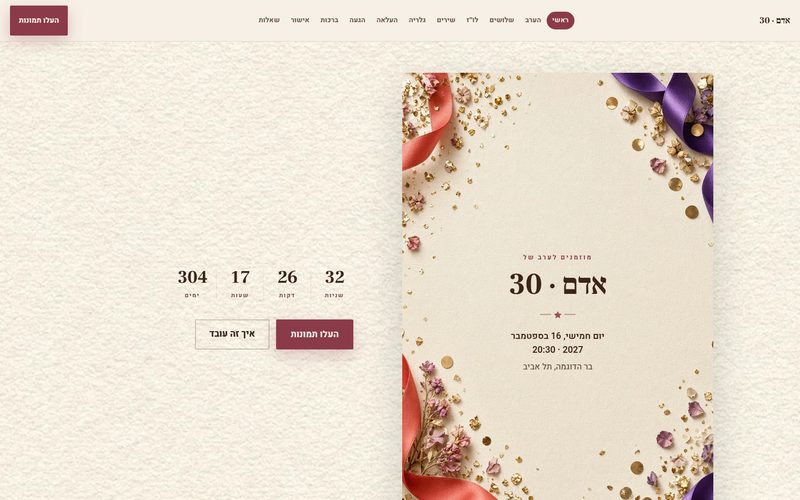 אדם · 30
ראשי
הערב
שלושים
לו"ז
שירים
גלריה
העלאה
הגעה
ברכות
אישור
שאלות
העלו תמונות
מוזמנים לערב של
אדם · 30
יום חמישי, 16 בספטמבר
2027 · 20:30
בר הדוגמה, תל אביב
32
שניות
26
דקות
17
שעות
304
ימים
העלו תמונות
איך זה עובד